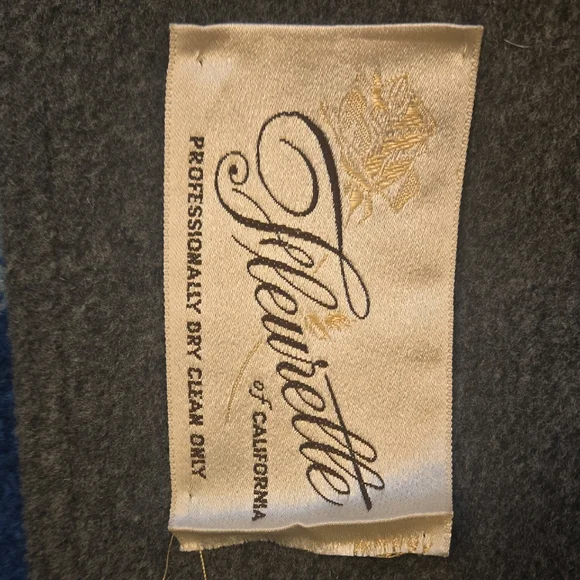 Fleurette
of CALIFORNIA
PROFESSIONALLY DRY CLEAN ONLY